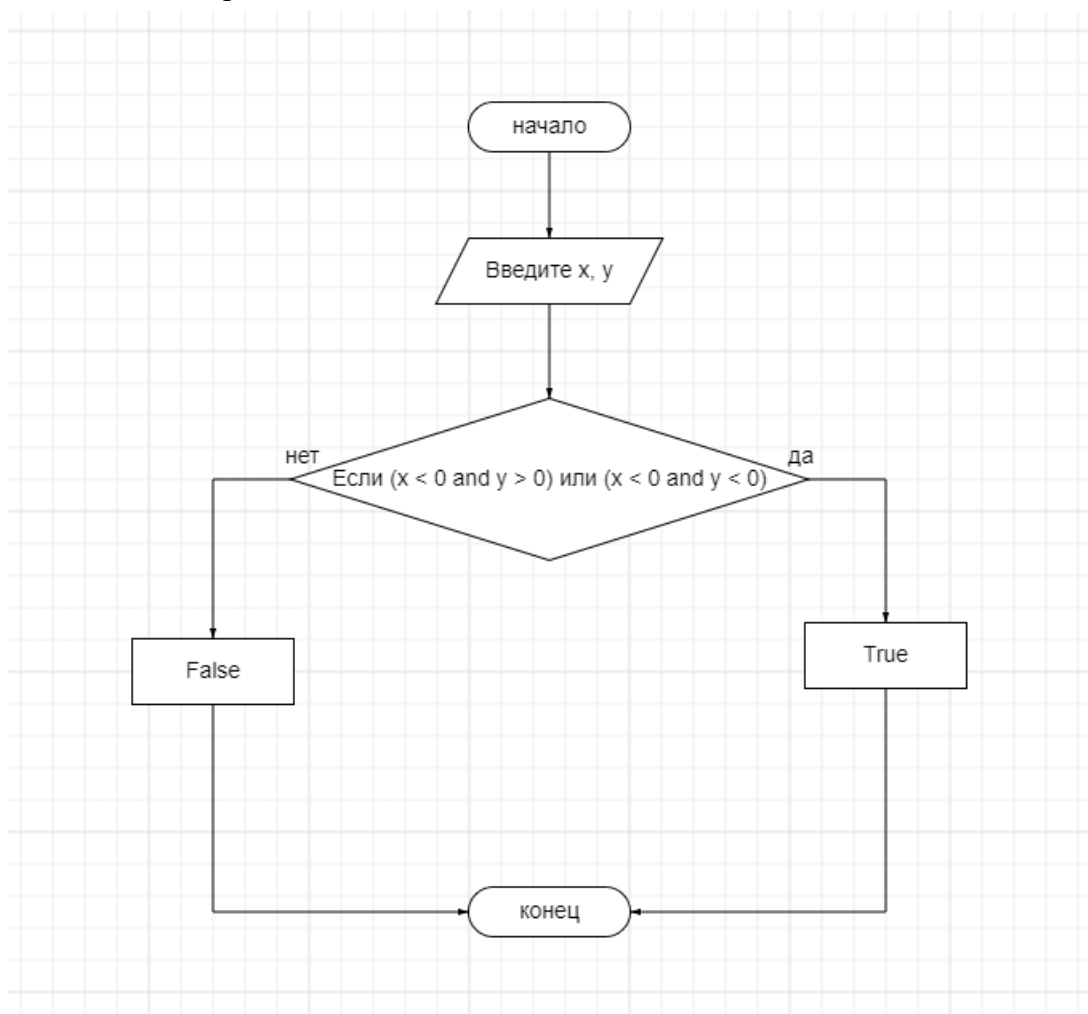 начало
Введите x, y
нет
да
Если (x < 0 and y > 0) или (x < 0 and y < 0)
False
True
конец